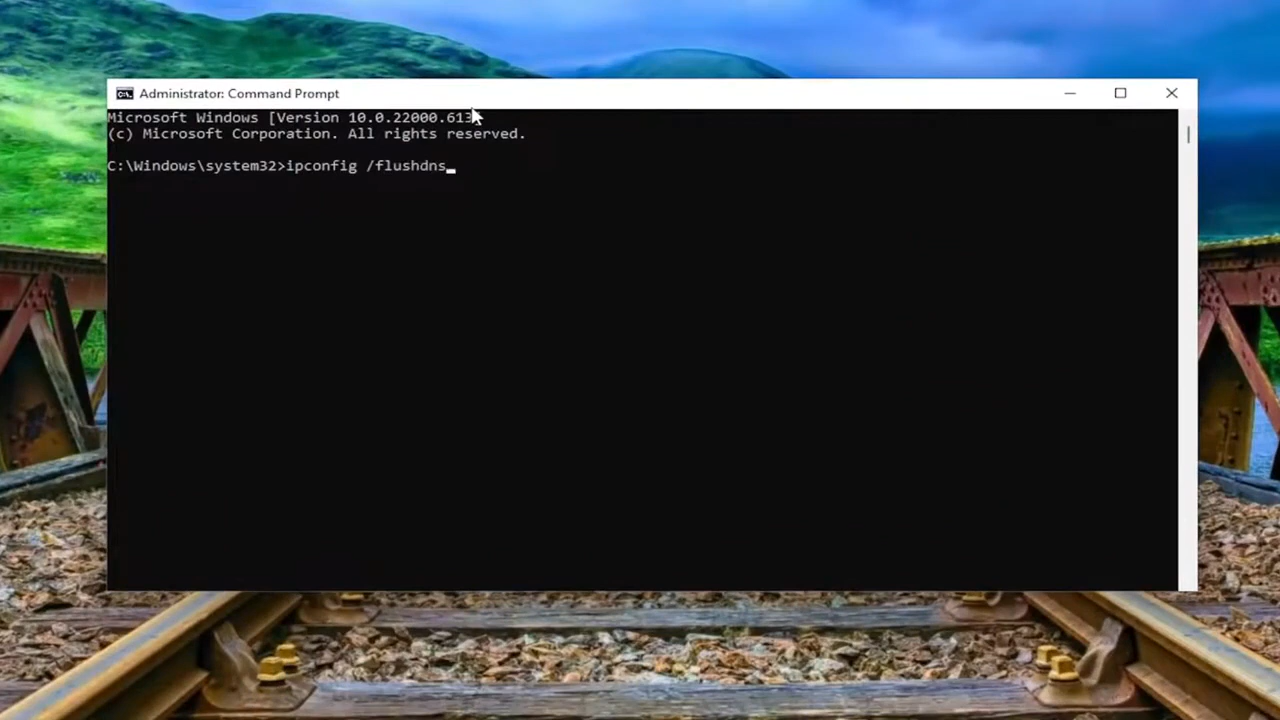 Administrator: Command Prompt
Microsoft Windows [Version 10.0.22000.613
(c) Microsoft Corporation. All rights reserved.
C:\Windows\system32>ipconfig /flushdns